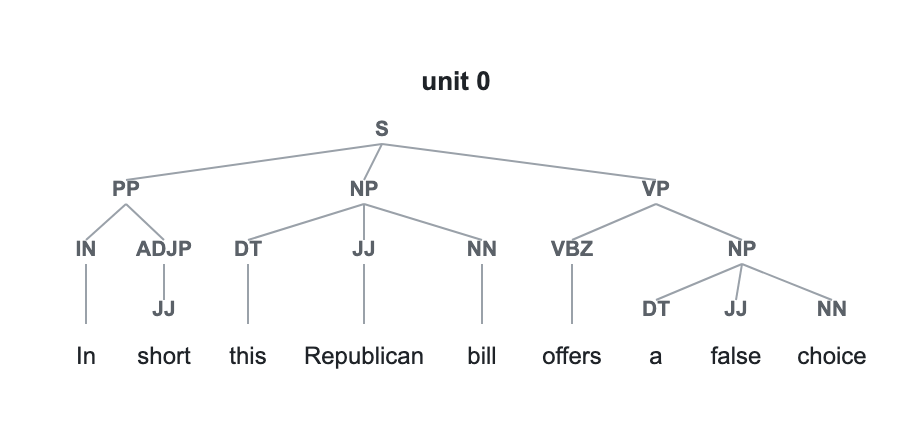 unit 0
S
PP NP VP
IN ADJP DT JJ NN VBZ NP
JJ DT JJ NN
In short this Republican bill offers a false choice